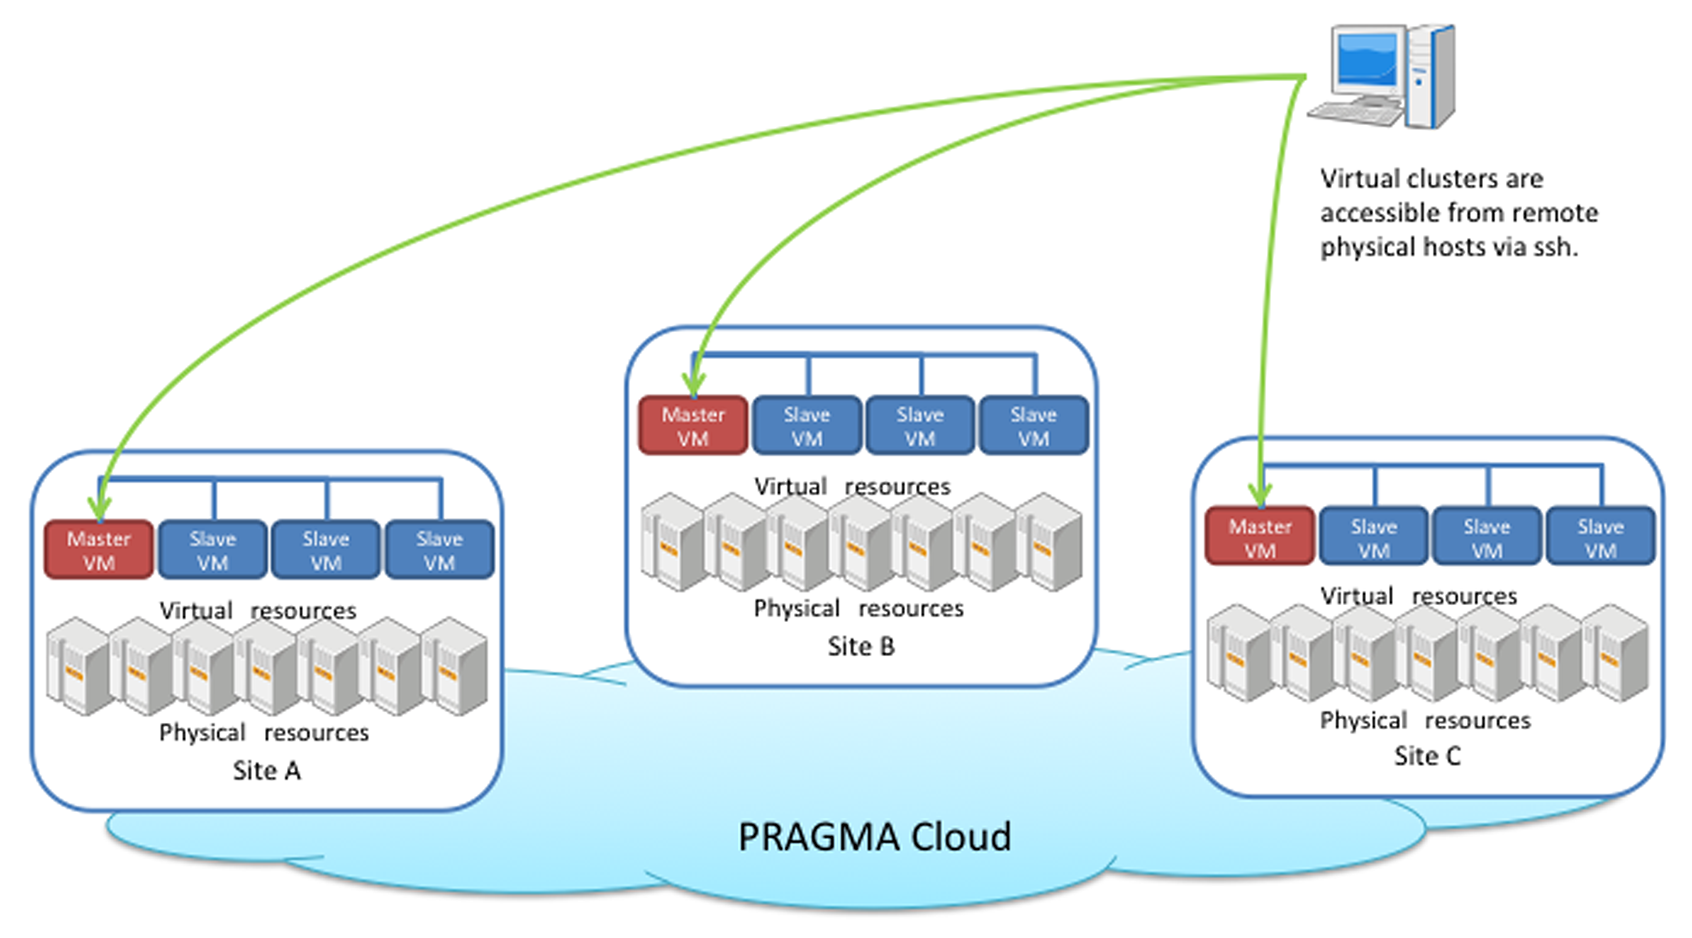 Virtual clusters are
accessible from remote
physical hosts via ssh.
Master
VM
Slave
VM
Slave
VM
Slave
VM
Virtual resources
Physical resources
Site A
Master
VM
Slave
VM
Slave
VM
Slave
VM
Virtual resources
Physical resources
Site B
Master
VM
Slave
VM
Slave
VM
Slave
VM
Virtual resources
Physical resources
Site C
PRAGMA Cloud